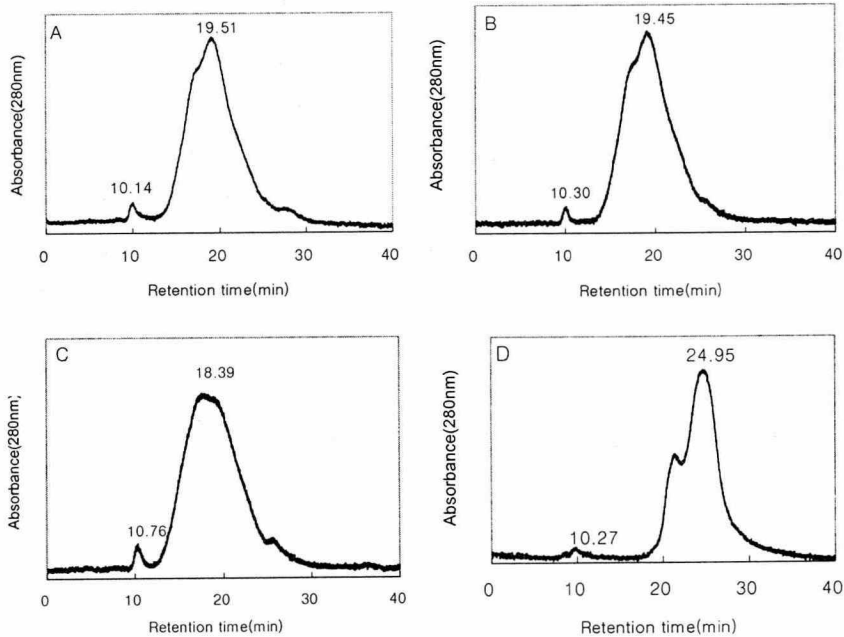 A
19.51
10.14
Absorbance(280nm)
0 10 20 30 40
Retention time(min)
B
19.45
10.30
Absorbance(280nm)
0 10 20 30 40
Retention time(min)
C
18.39
10.76
Absorbance(280nm)
0 10 20 30 40
Retention time(min)
D
24.95
10.27
Absorbance(280nm)
0 10 20 30 40
Retention time(min)